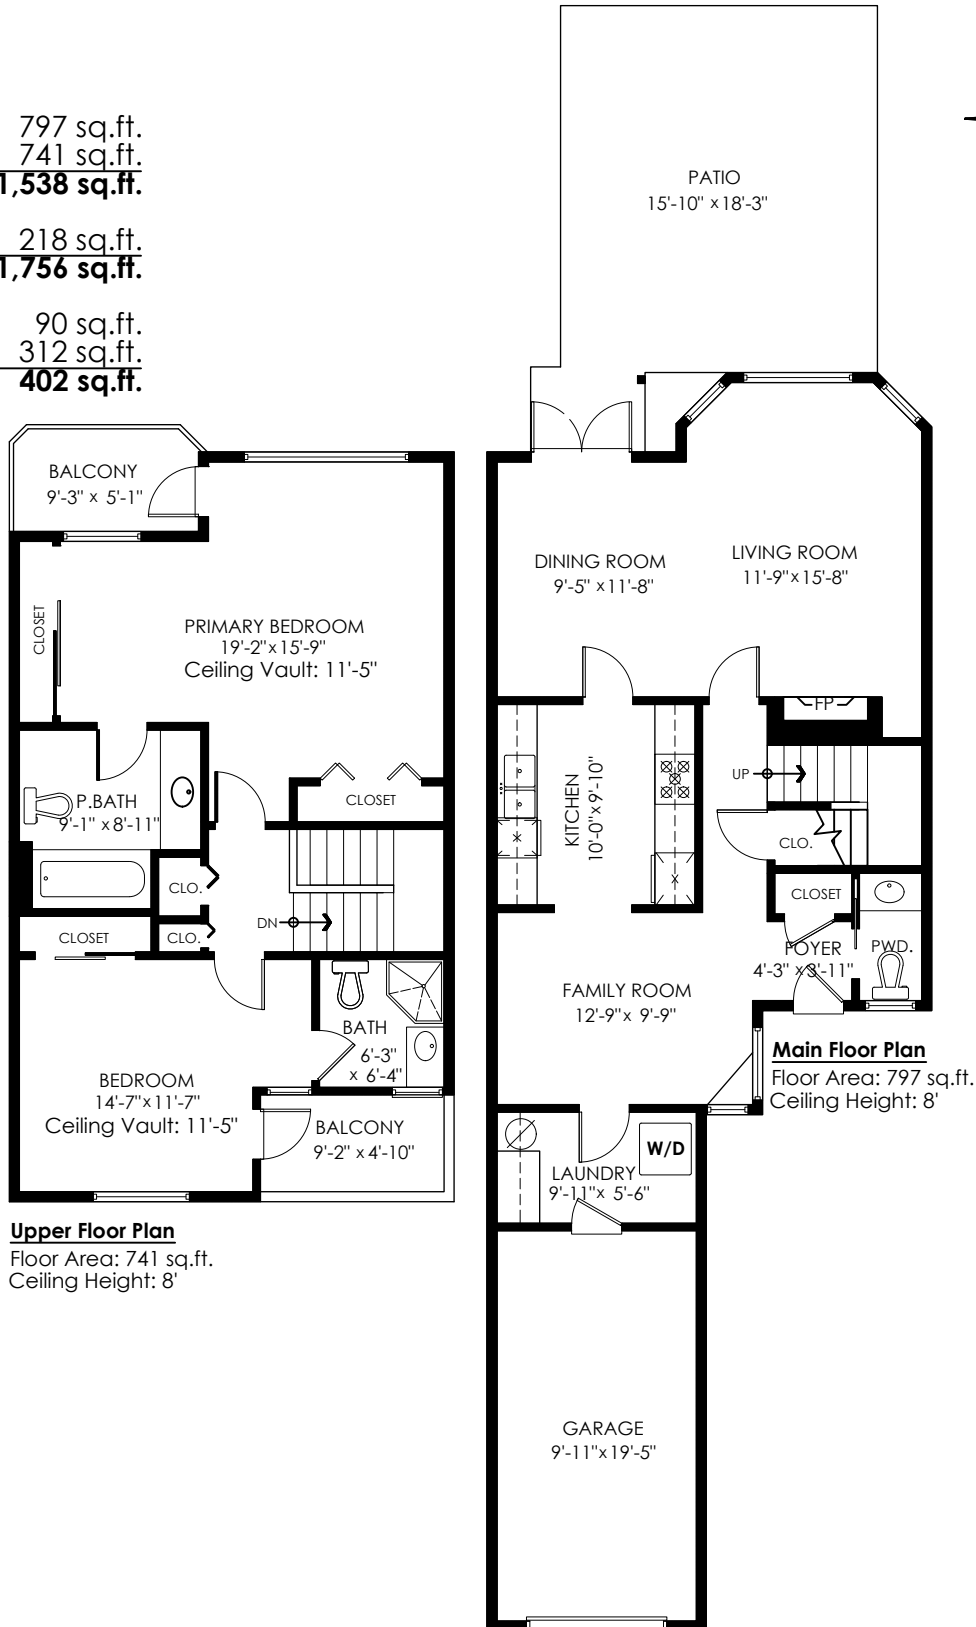 797 sq.ft.
741 sq.ft.
1,538 sq.ft.
218 sq.ft.
1,756 sq.ft.
90 sq.ft.
312 sq.ft.
402 sq.ft.
PATIO
15'-10" x 18'-3"
BALCONY
9'-3" x 5'-1"
CLOSET
PRIMARY BEDROOM
19'-2" x 15'-9"
Ceiling Vault: 11'-5"
P.BATH
9'-1" x 8'-11"
CLOSET
CLO.
CLO.
CLOSET
DN
BATH
6'-3"
x 6'-4"
BEDROOM
14'-7" x 11'-7"
Ceiling Vault: 11'-5"
BALCONY
9'-2" x 4'-10"
Upper Floor Plan
Floor Area: 741 sq.ft.
Ceiling Height: 8'
DINING ROOM
9'-5" x 11'-8"
LIVING ROOM
11'-9" x 15'-8"
FP
KITCHEN
10'-0" x 9'-10"
UP
CLO.
CLOSET
FOYER
4'-3" x 3'-11"
PWD.
FAMILY ROOM
12'-9" x 9'-9"
Main Floor Plan
Floor Area: 797 sq.ft.
Ceiling Height: 8'
W/D
LAUNDRY
9'-11" x 5'-6"
GARAGE
9'-11" x 19'-5"